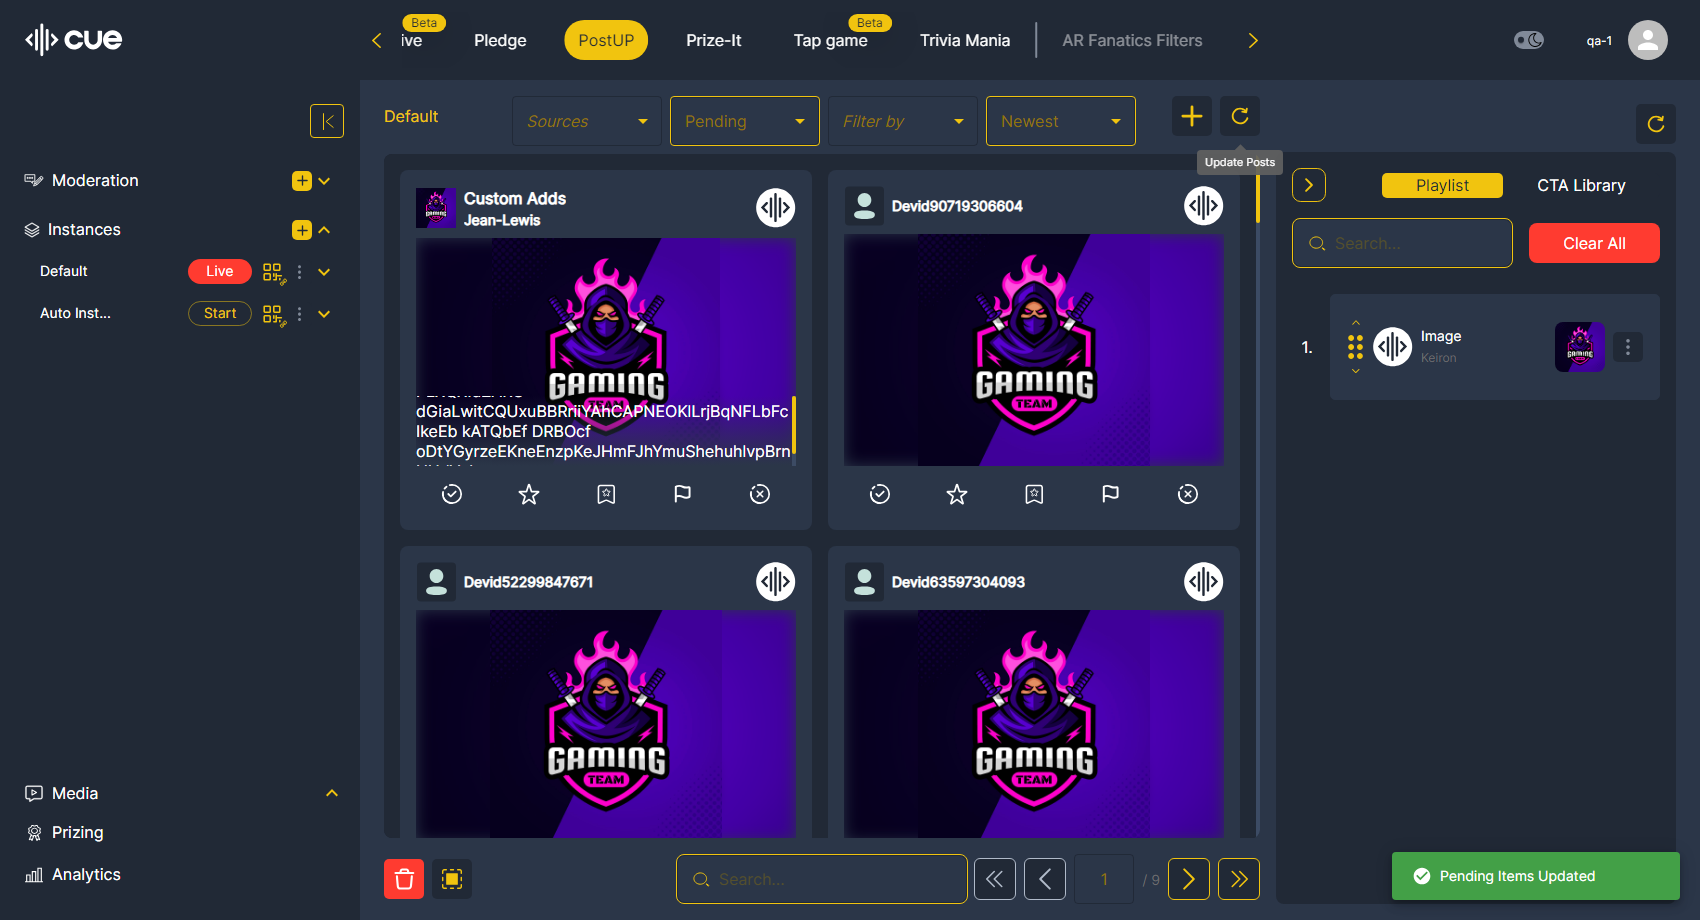 cue
Beta
ive
Pledge
PostUP
Prize-It
Beta
Tap game
Trivia Mania
AR Fanatics Filters
qa-1
Moderation
Instances
Default
Live
Auto Inst...
Start
Media
Prizing
Analytics
Default
Sources
Pending
Filter by
Newest
Update Posts
Custom Adds
Jean-Lewis
GAMING
TEAM
dGiaLwitCQUxuBBRriiYAhCAPNEOKlLrjBqNFLbFc
IkeEb kATQbEf DRBOcf
oDtYGyrzeEKneEnzpKeJHmFJhYmuShehuhlvpBrn
Devid90719306604
GAMING
TEAM
Devid52299847671
GAMING
TEAM
Devid63597304093
GAMING
TEAM
Search...
1
/ 9
Playlist
CTA Library
Search...
Clear All
1.
Image
Keiron
GAMING
Pending Items Updated